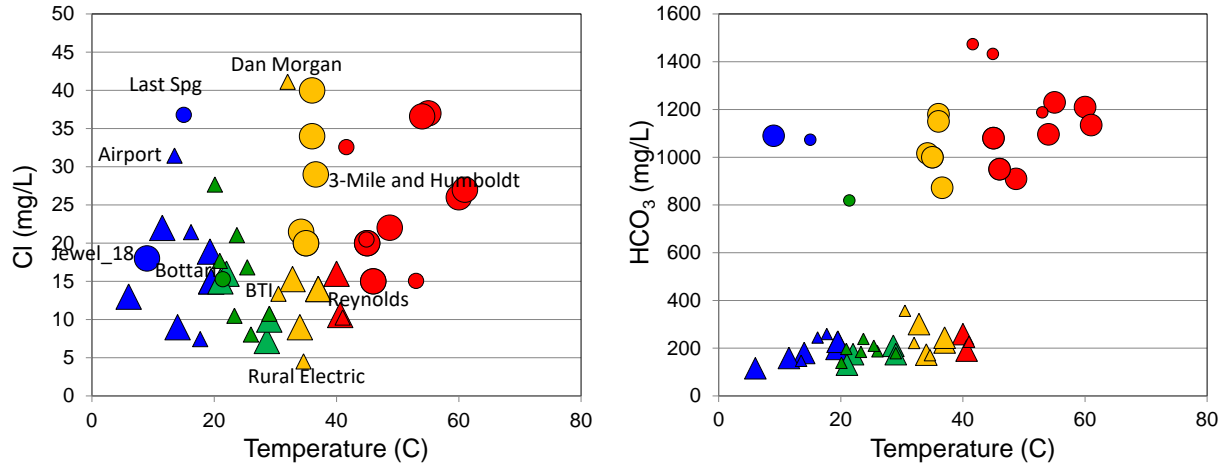 50
45
40
35
30
25
20
15
10
5
0
Cl (mg/L)
0 20 40 60 80
Temperature (C)
Dan Morgan
Last Spg
Airport
3-Mile and Humboldt
Jewel_18
Bottari
BTI
Reynolds
Rural Electric
1600
1400
1200
1000
800
600
400
200
0
HCO3 (mg/L)
0 20 40 60 80
Temperature (C)